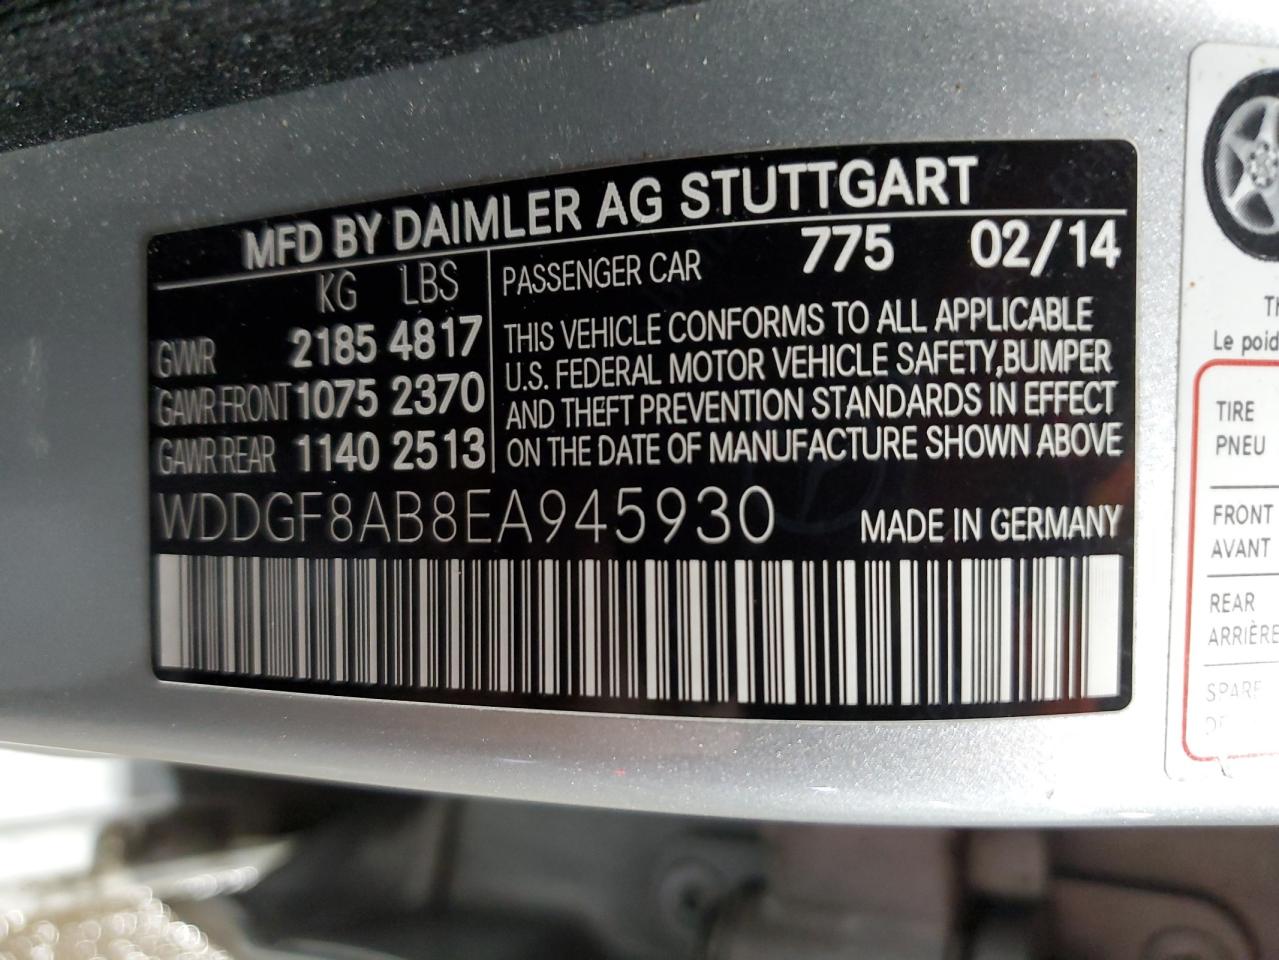 MFD BY DAIMLER AG STUTTGART
KG LBS
GVWR 2185 4817
GAWR FRONT 1075 2370
GAWR REAR 1140 2513
PASSENGER CAR 775 02/14
THIS VEHICLE CONFORMS TO ALL APPLICABLE
U.S. FEDERAL MOTOR VEHICLE SAFETY,BUMPER
AND THEFT PREVENTION STANDARDS IN EFFECT
ON THE DATE OF MANUFACTURE SHOWN ABOVE
WDDGF8AB8EA945930 MADE IN GERMANY
Le poid
TIRE
PNEU
FRONT
AVANT
REAR
ARRIÈRE
SPARE